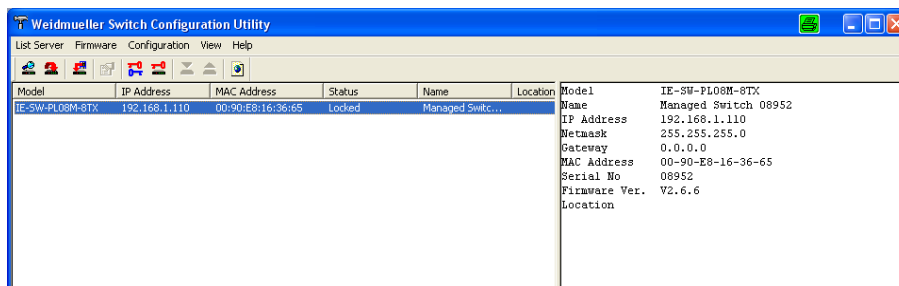 Weidmueller Switch Configuration Utility
List Server Firmware Configuration View Help
Model IP Address MAC Address Status Name Location
IE-SW-PL08M-8TX 192.168.1.110 00:90:E8:16:36:65 Locked Managed Switc...
Model IE-SW-PL08M-8TX
Name Managed Switch 08952
IP Address 192.168.1.110
Netmask 255.255.255.0
Gateway 0.0.0.0
MAC Address 00-90-E8-16-36-65
Serial No 08952
Firmware Ver. V2.6.6
Location